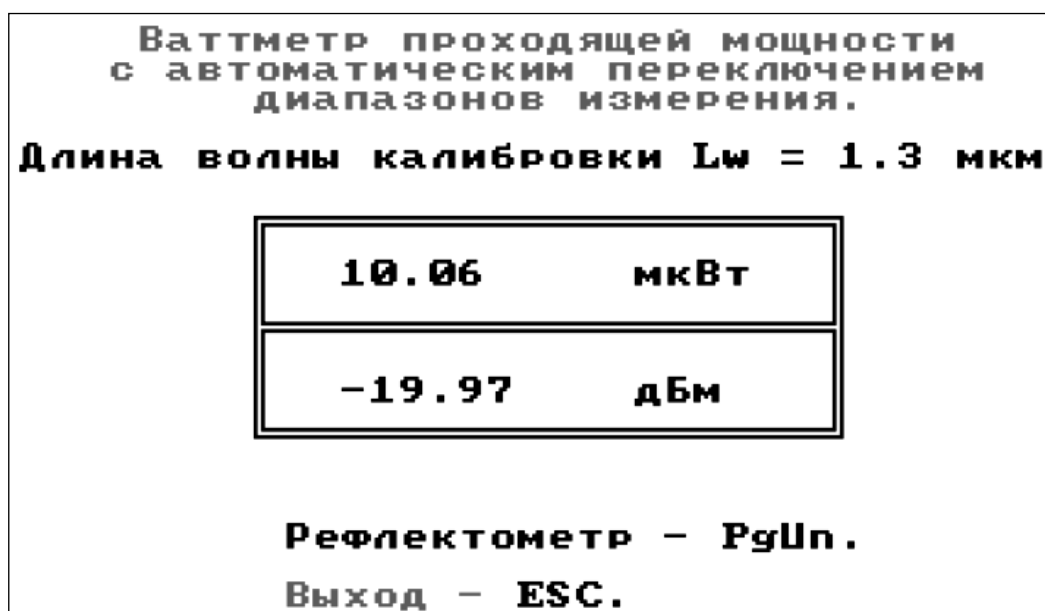 Ваттметр проходящей мощности
с автоматическим переключением
диапазонов измерения.
Длина волны калибровки Lw = 1.3 мкм
10.06 мкВт
-19.97 дБм
Рефлектометр - PgUn.
Выход - ESC.